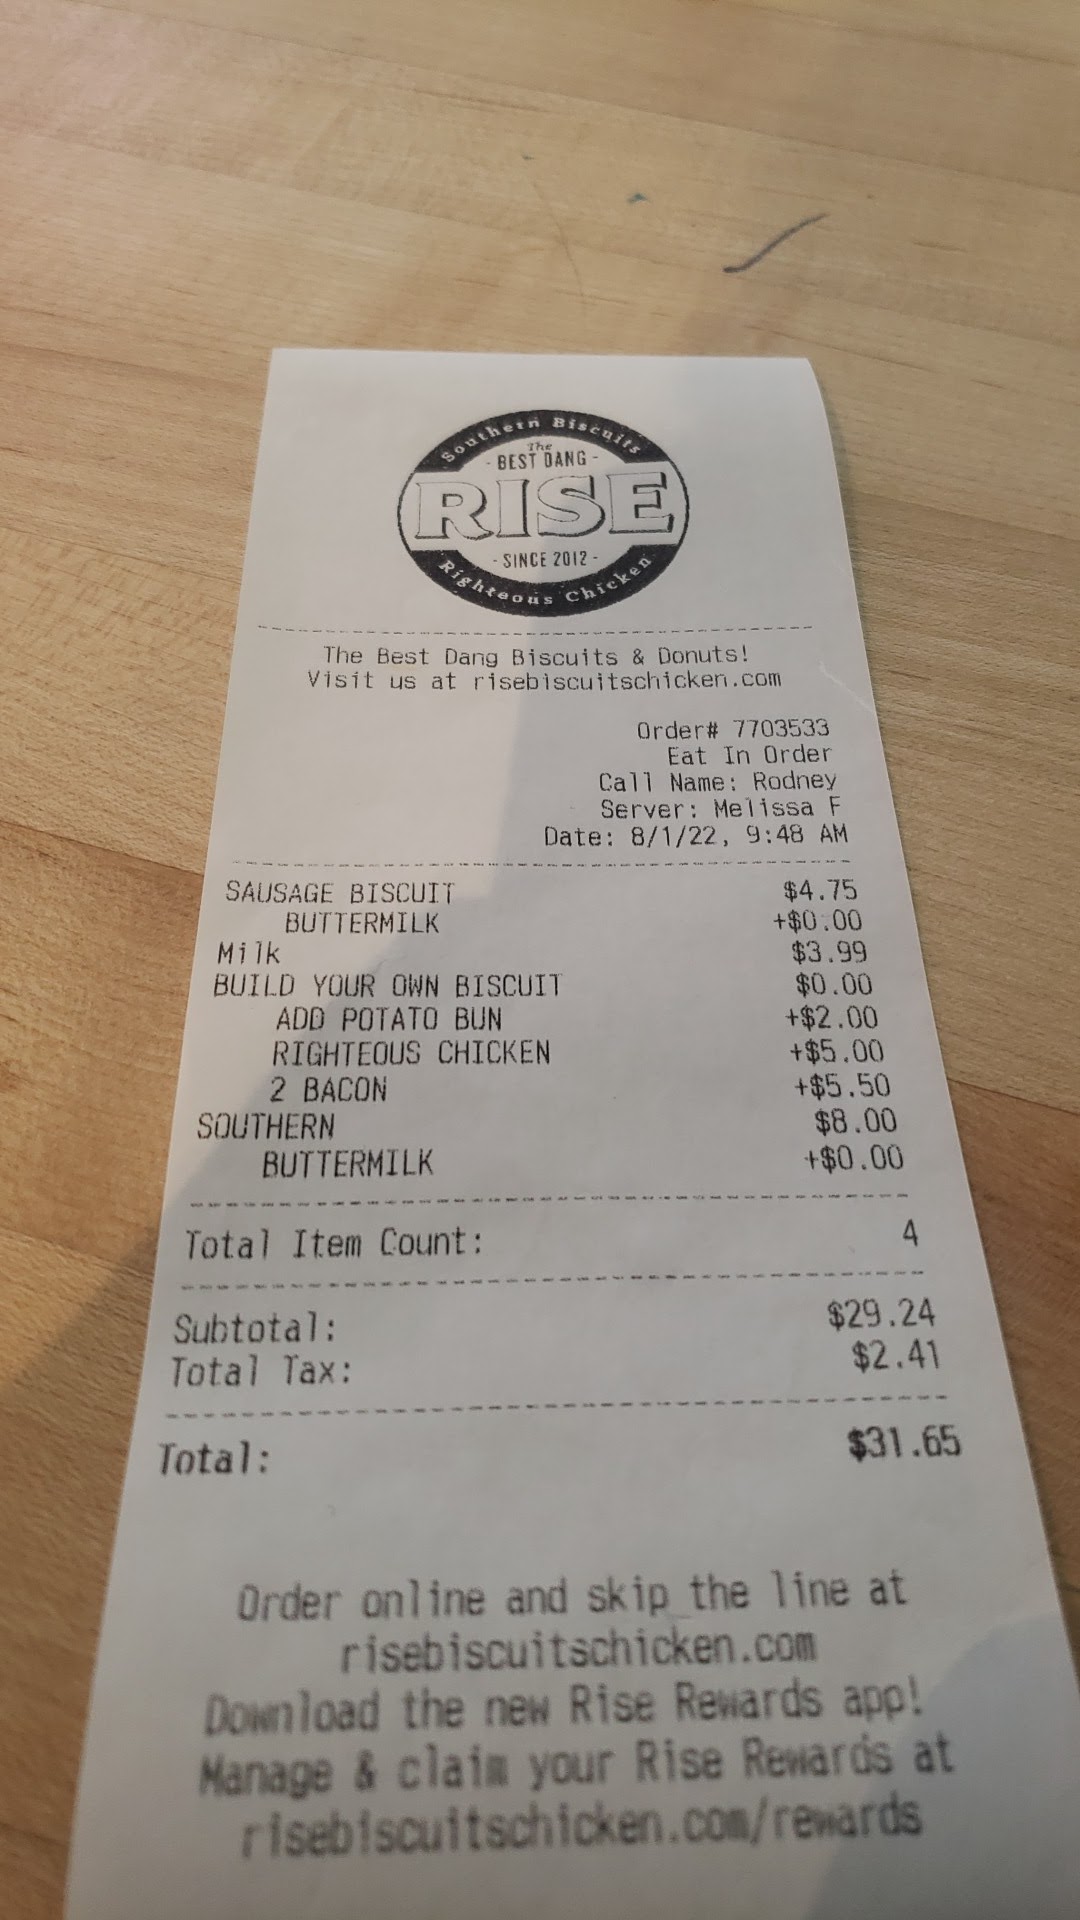 Southern Biscuits
The
- BEST DANG -
RISE
- SINCE 2012 -
Righteous Chicken
The Best Dang Biscuits & Donuts!
Visit us at risebiscuitschicken.com
Order# 7703533
Eat In Order
Call Name: Rodney
Server: Melissa F
Date: 8/1/22, 9:48 AM
SAUSAGE BISCUIT $4.75
BUTTERMILK +$0.00
Milk $3.99
BUILD YOUR OWN BISCUIT $0.00
ADD POTATO BUN +$2.00
RIGHTEOUS CHICKEN +$5.00
2 BACON +$5.50
SOUTHERN $8.00
BUTTERMILK +$0.00
Total Item Count: 4
Subtotal: $29.24
Total Tax: $2.41
Total: $31.65
Order online and skip the line at
risebiscuitschicken.com
Download the new Rise Rewards app!
Manage & claim your Rise Rewards at
risebiscuitschicken.com/rewards